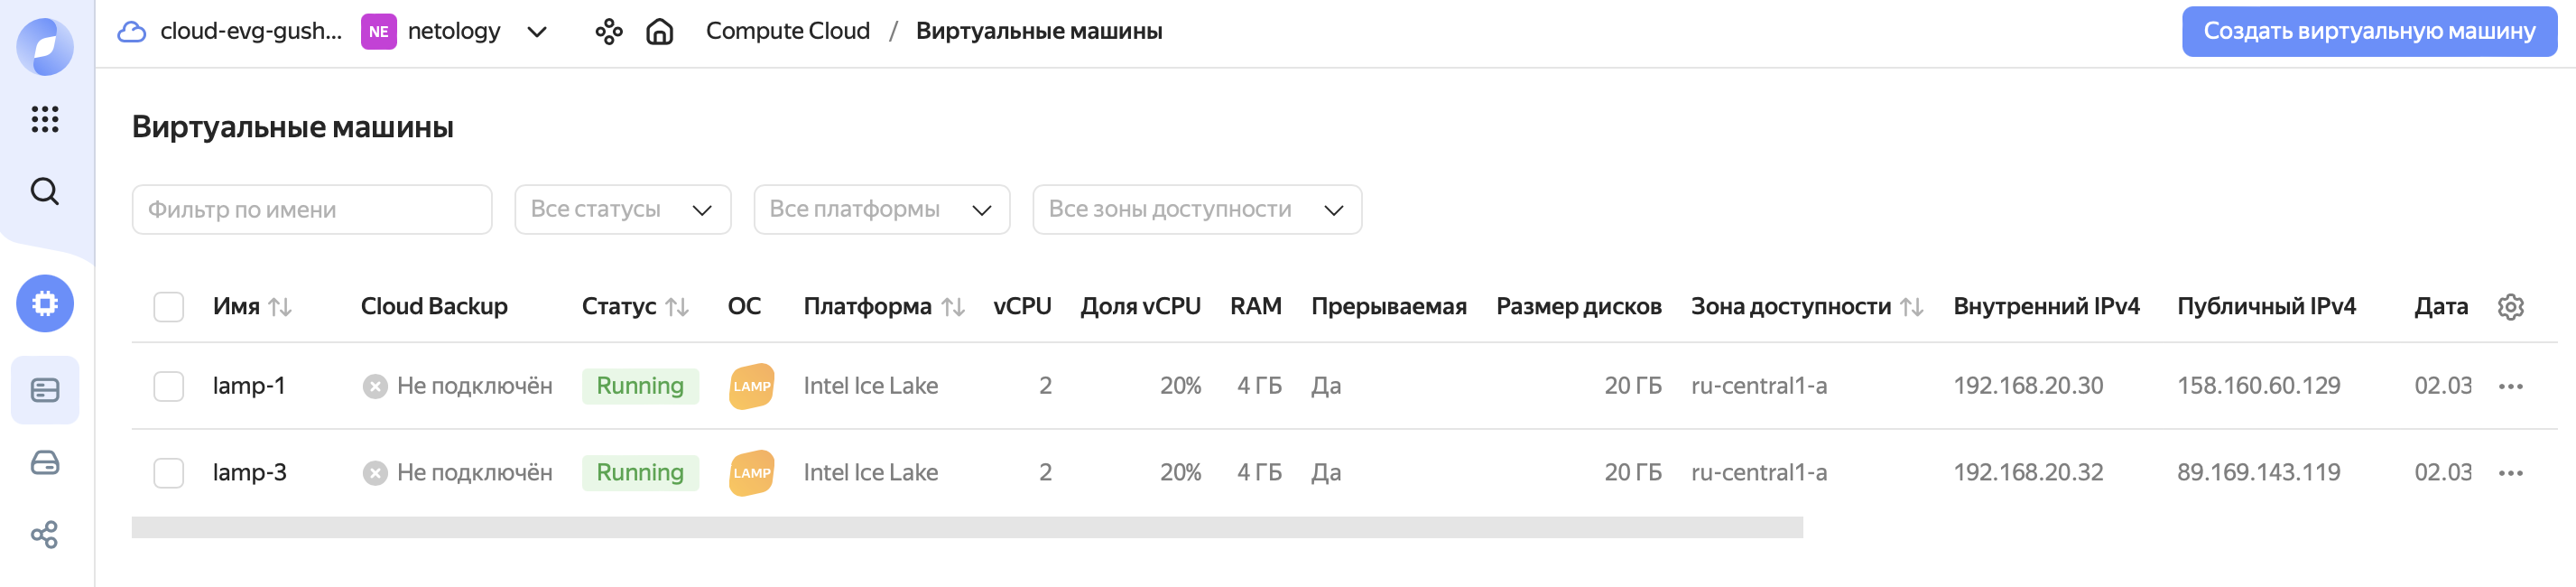 cloud-evg-gush... NE netology Compute Cloud / Виртуальные машины Создать виртуальную машину
Виртуальные машины
Фильтр по имени Все статусы Все платформы Все зоны доступности
Имя Cloud Backup Статус ОС Платформа vCPU Доля vCPU RAM Прерываемая Размер дисков Зона доступности Внутренний IPv4 Публичный IPv4 Дата
lamp-1 Не подключён Running LAMP Intel Ice Lake 2 20% 4 ГБ Да 20 ГБ ru-central1-a 192.168.20.30 158.160.60.129 02.03
lamp-3 Не подключён Running LAMP Intel Ice Lake 2 20% 4 ГБ Да 20 ГБ ru-central1-a 192.168.20.32 89.169.143.119 02.03